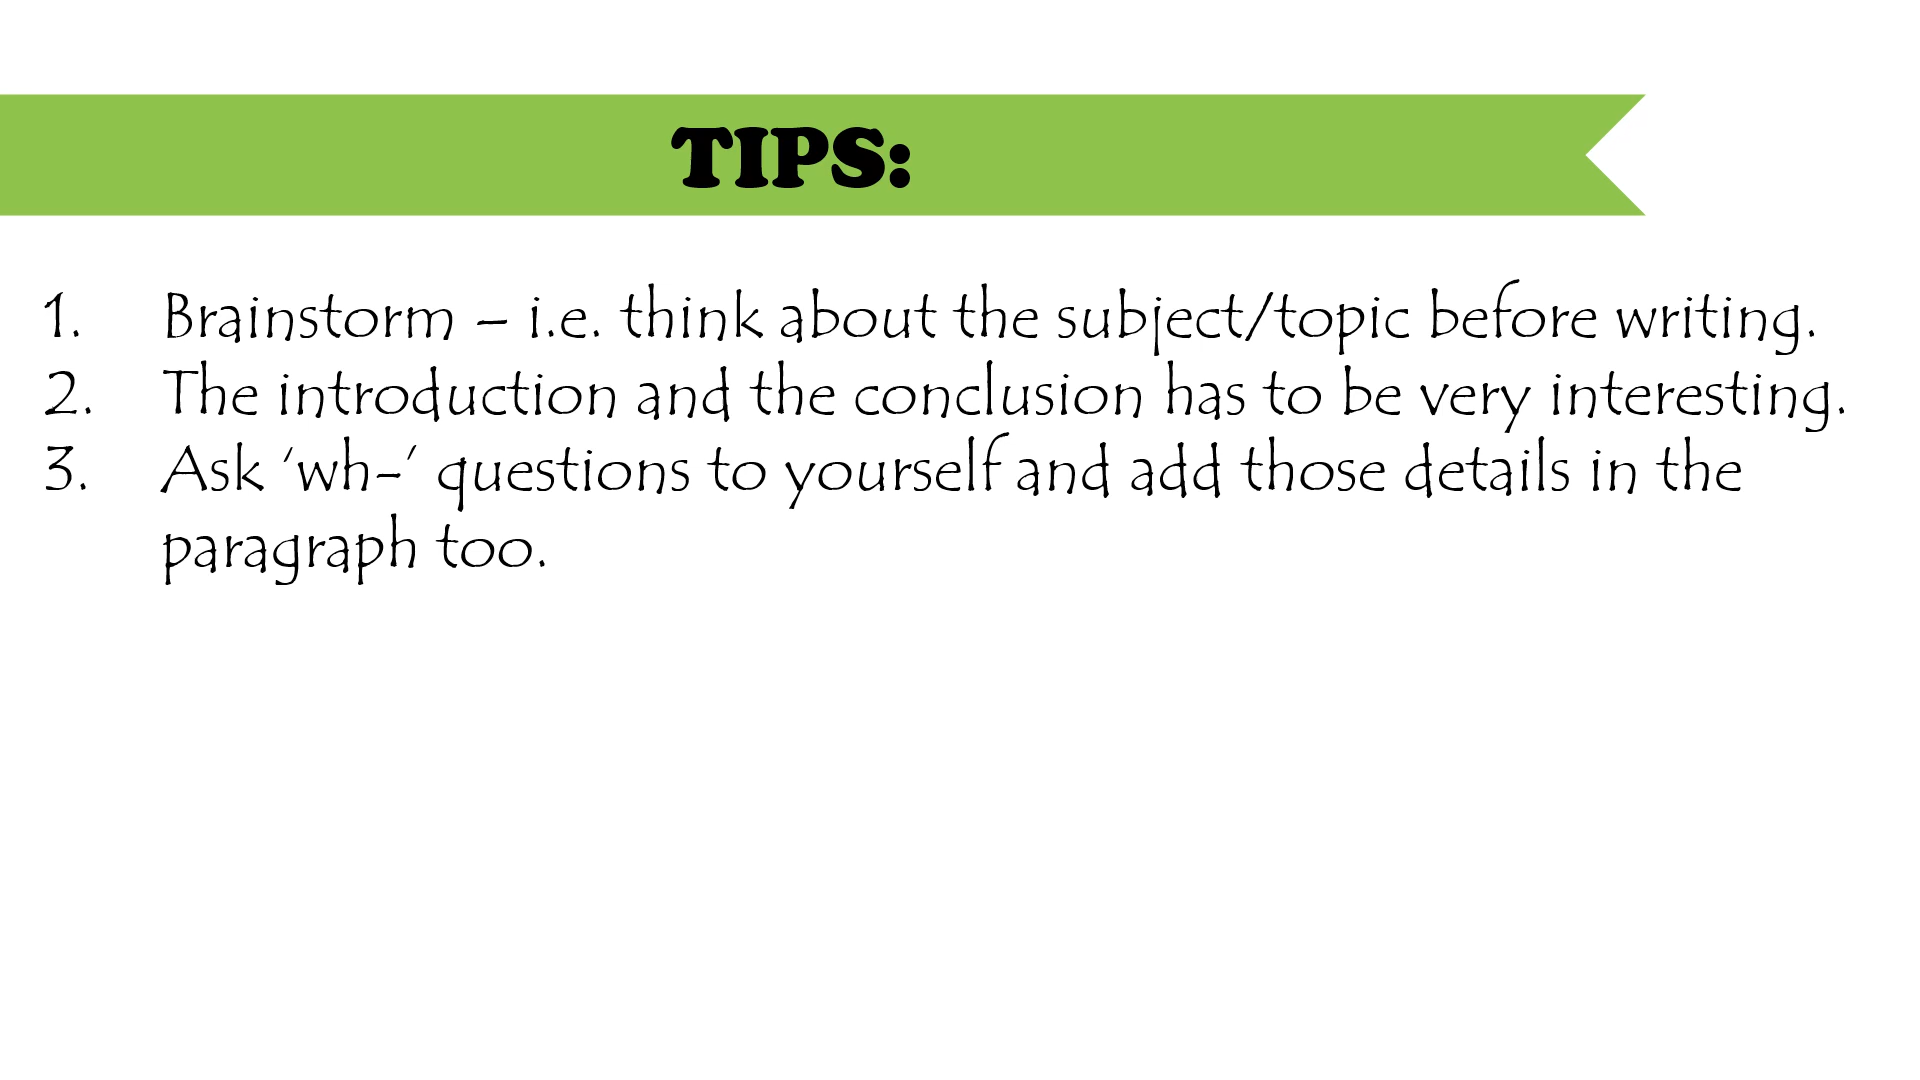 TIPS:
1. Brainstorm – i.e. think about the subject/topic before writing.
2. The introduction and the conclusion has to be very interesting.
3. Ask ‘wh-’ questions to yourself and add those details in the
paragraph too.